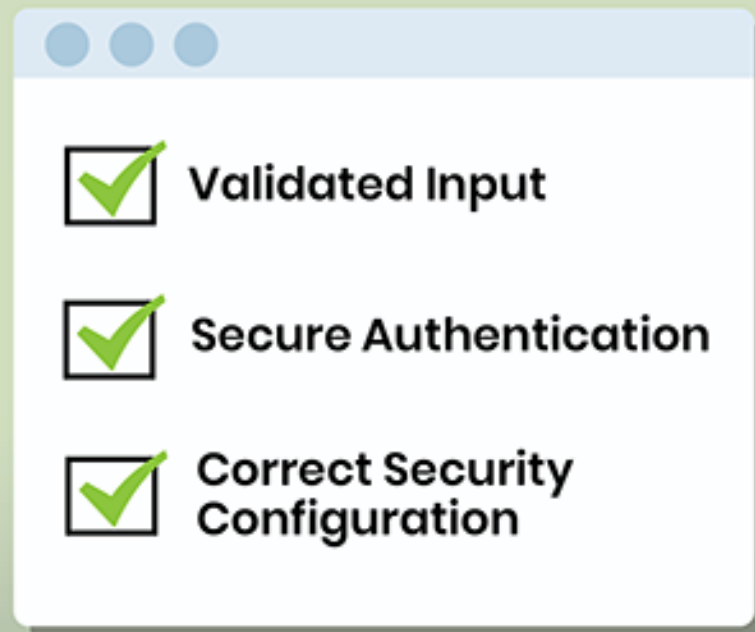 Validated Input
Secure Authentication
Correct Security
Configuration